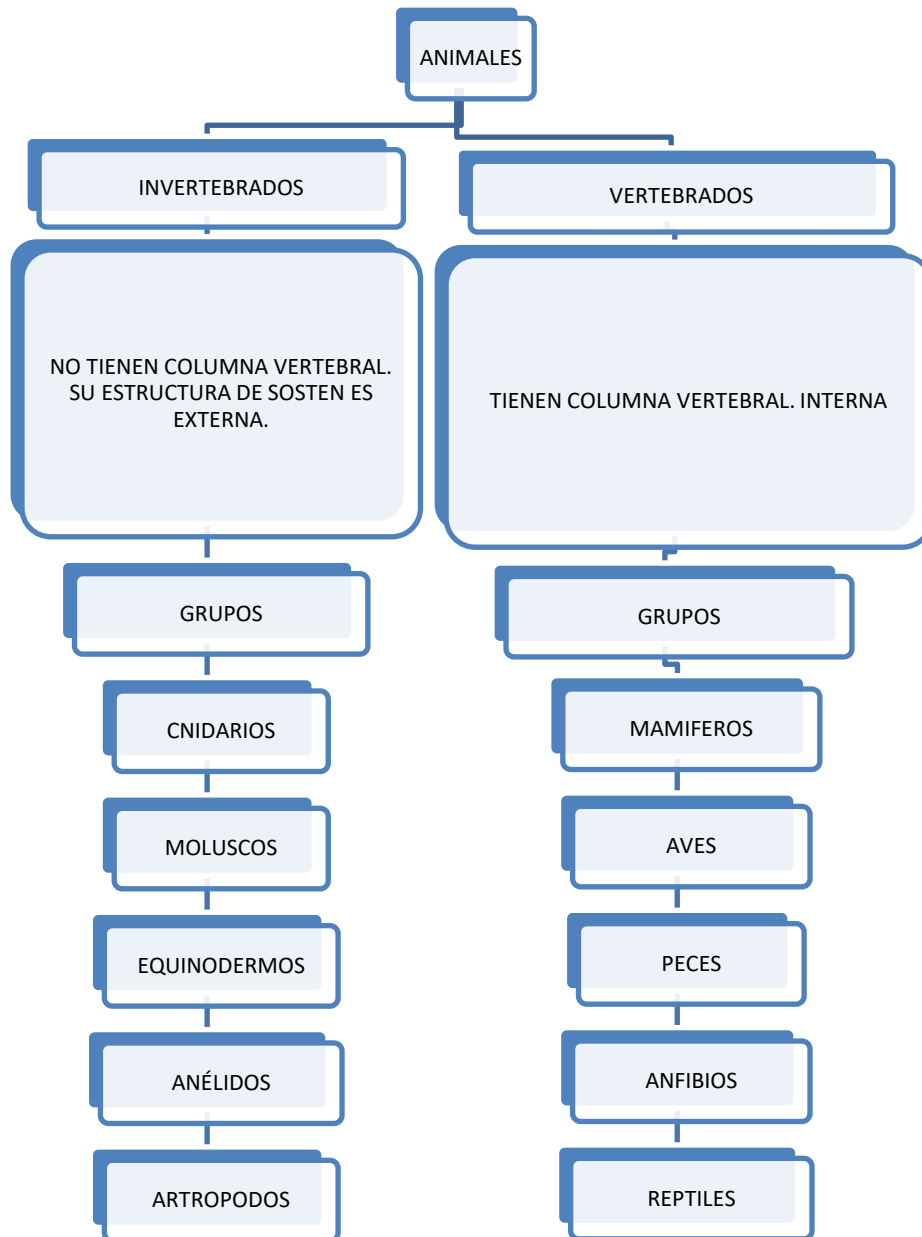 ANIMALES
INVERTEBRADOS
NO TIENEN COLUMNA VERTEBRAL.
SU ESTRUCTURA DE SOSTEN ES
EXTERNA.
GRUPOS
CNIDARIOS
MOLUSCOS
EQUINODERMOS
ANÉLIDOS
ARTROPODOS
VERTEBRADOS
TIENEN COLUMNA VERTEBRAL. INTERNA
GRUPOS
MAMIFEROS
AVES
PECES
ANFIBIOS
REPTILES